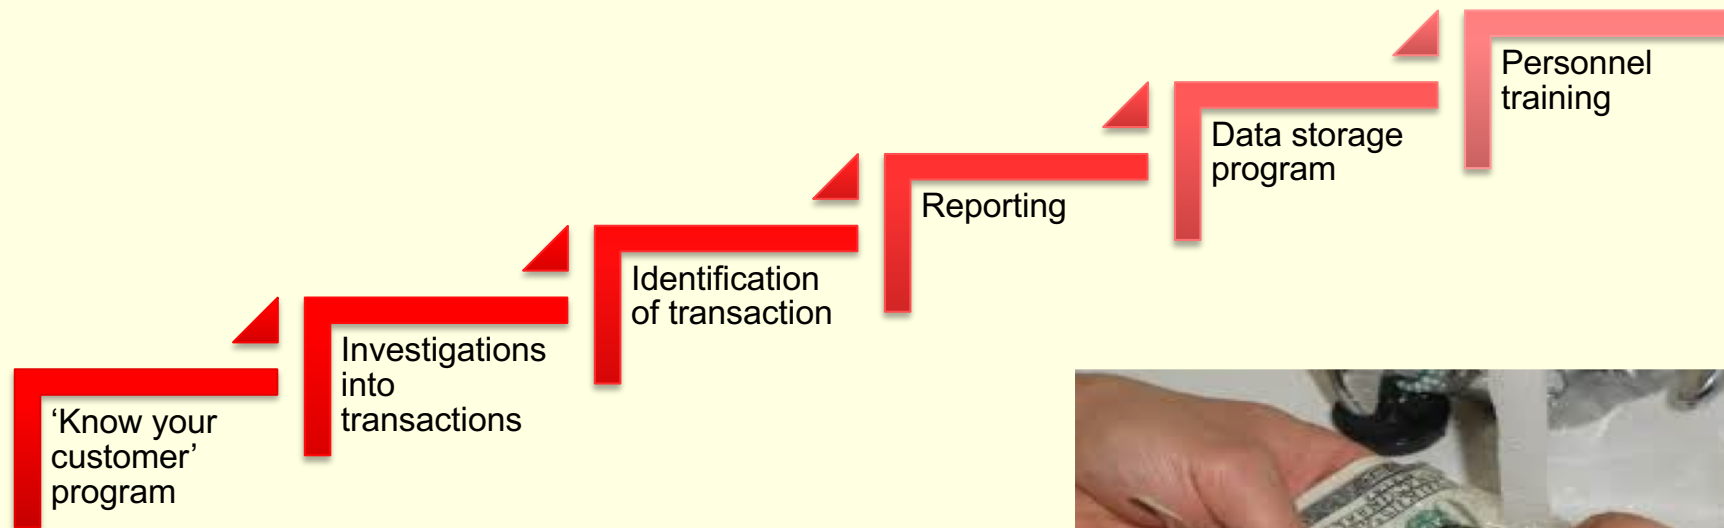 ‘Know your
customer’
program
Investigations
into
transactions
Identification
of transaction
Reporting
Data storage
program
Personnel
training